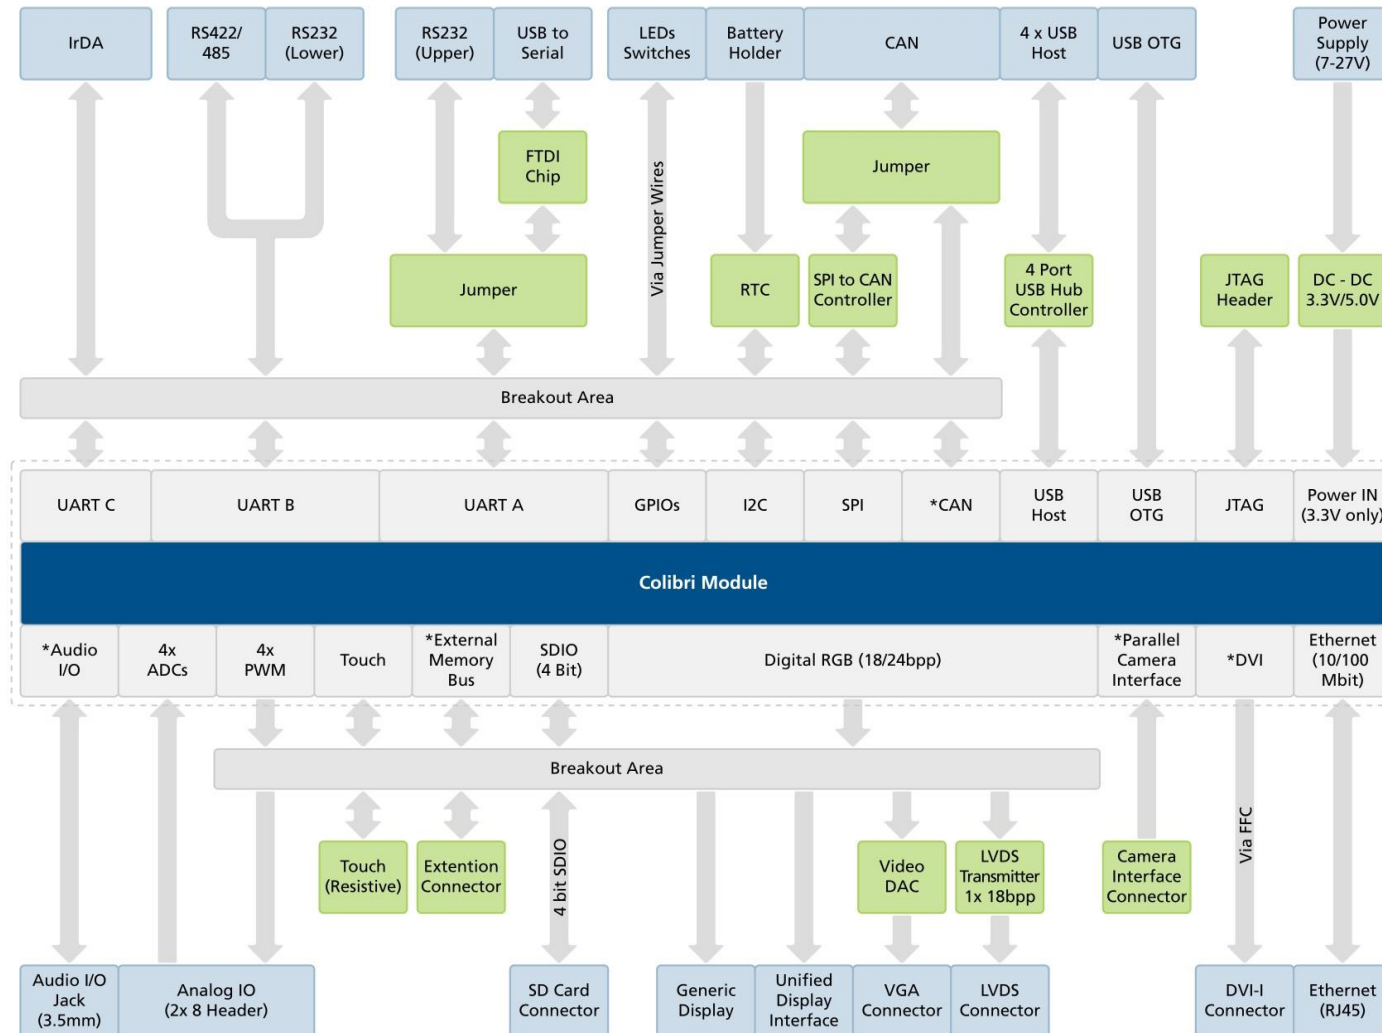 IrDA
RS422/
485
RS232
(Lower)
RS232
(Upper)
USB to
Serial
LEDs
Switches
Battery
Holder
CAN
4 x USB
Host
USB OTG
Power
Supply
(7-27V)
FTDI
Chip
Jumper
Via Jumper Wires
Jumper
RTC
SPI to CAN
Controller
4 Port
USB Hub
Controller
JTAG
Header
DC - DC
3.3V/5.0V
Breakout Area
UART C
UART B
UART A
GPIOs
I2C
SPI
*CAN
USB
Host
USB
OTG
JTAG
Power IN
(3.3V only)
Colibri Module
*Audio
I/O
4x
ADCs
4x
PWM
Touch
*External
Memory
Bus
SDIO
(4 Bit)
Digital RGB (18/24bpp)
*Parallel
Camera
Interface
*DVI
Ethernet
(10/100
Mbit)
Breakout Area
Touch
(Resistive)
Extention
Connector
4 bit SDIO
Video
DAC
LVDS
Transmitter
1x 18bpp
Camera
Interface
Connector
Via FFC
Audio I/O
Jack
(3.5mm)
Analog IO
(2x 8 Header)
SD Card
Connector
Generic
Display
Unified
Display
Interface
VGA
Connector
LVDS
Connector
DVI-I
Connector
Ethernet
(RJ45)